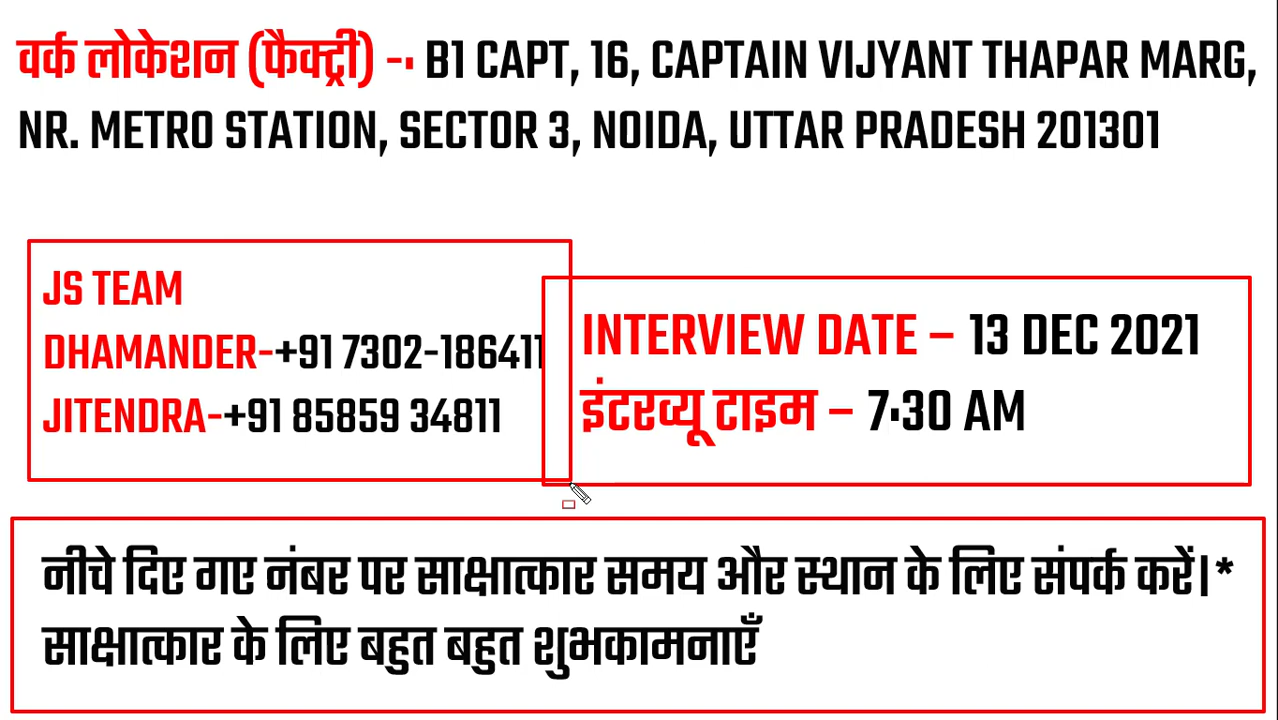 वर्क लोकेशन (फैक्ट्री) -: B1 CAPT, 16, CAPTAIN VIJYANT THAPAR MARG,
NR. METRO STATION, SECTOR 3, NOIDA, UTTAR PRADESH 201301
JS TEAM
DHAMANDER-+91 7302-186411
JITENDRA-+91 85859 34811
INTERVIEW DATE – 13 DEC 2021
इंटरव्यू टाइम – 7:30 AM
नीचे दिए गए नंबर पर साक्षात्कार समय और स्थान के लिए संपर्क करें।*
साक्षात्कार के लिए बहुत बहुत शुभकामनाएँ